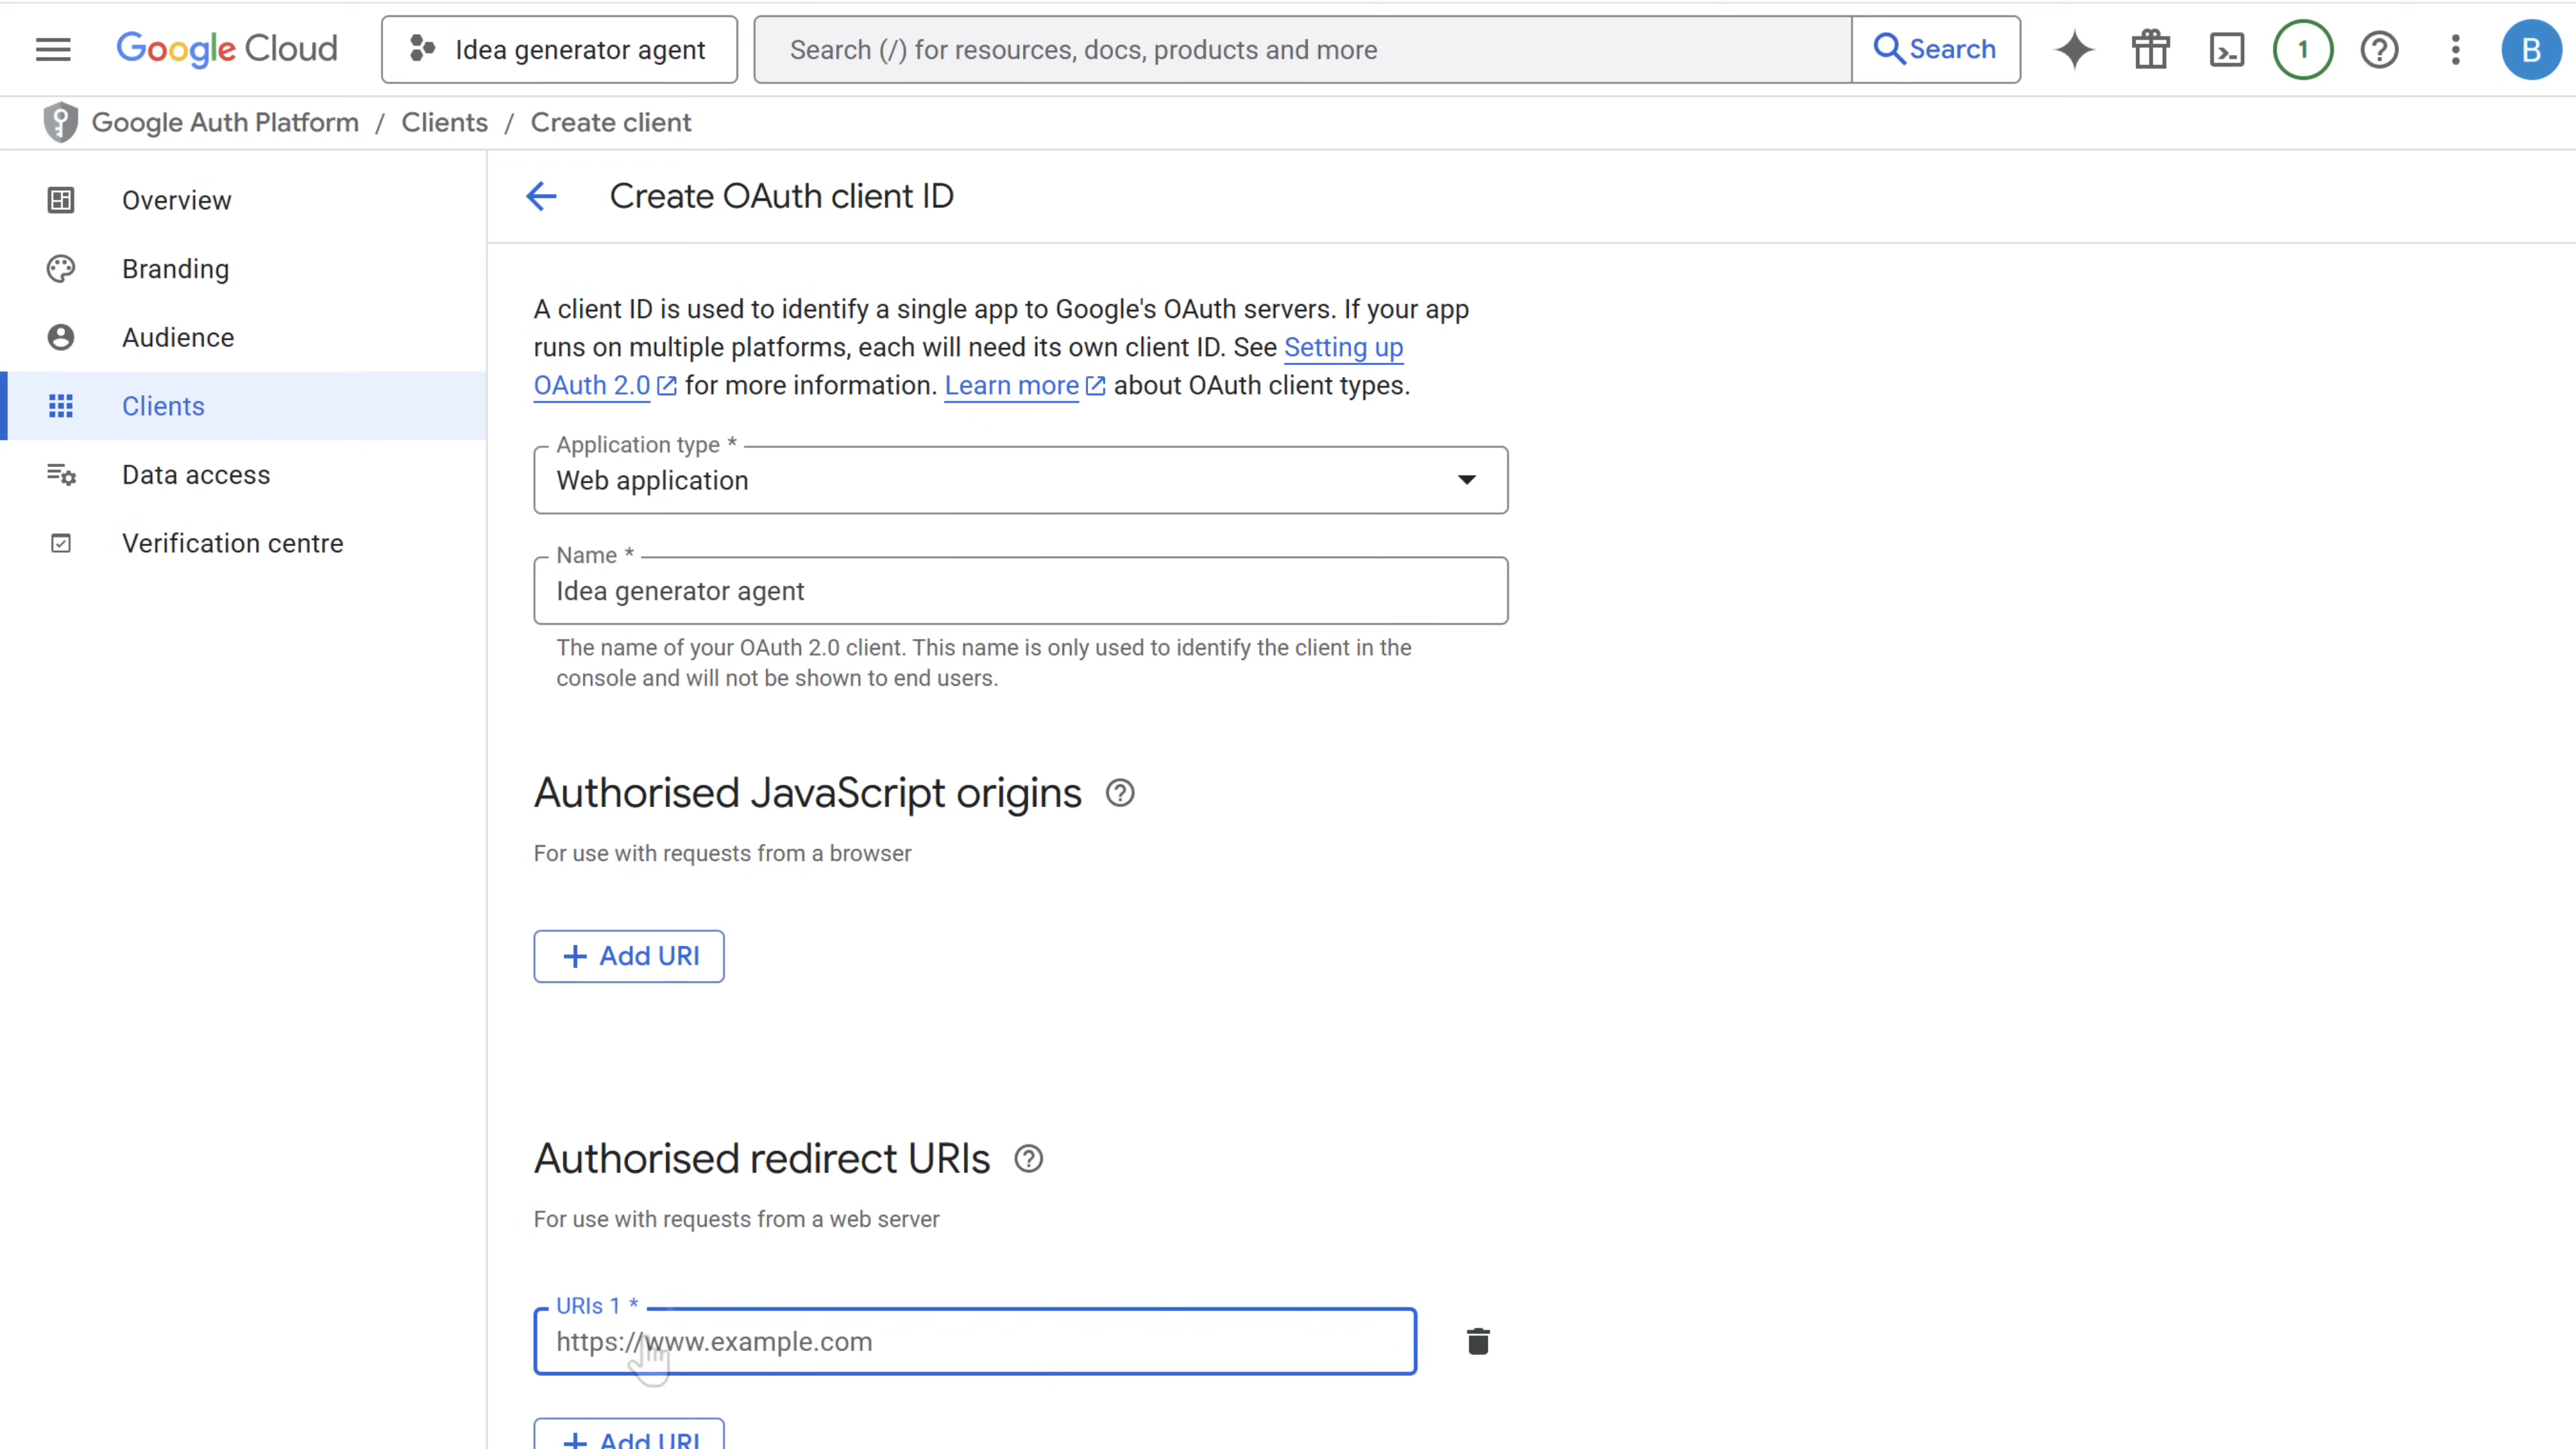 Google Cloud
Idea generator agent
Search (/) for resources, docs, products and more
Search
1
B
Google Auth Platform / Clients / Create client
Overview
Branding
Audience
Clients
Data access
Verification centre
Create OAuth client ID
A client ID is used to identify a single app to Google's OAuth servers. If your app
runs on multiple platforms, each will need its own client ID. See Setting up
OAuth 2.0 for more information. Learn more about OAuth client types.
Application type *
Web application
Name *
Idea generator agent
The name of your OAuth 2.0 client. This name is only used to identify the client in the
console and will not be shown to end users.
Authorised JavaScript origins
For use with requests from a browser
+ Add URI
Authorised redirect URIs
For use with requests from a web server
URIs 1 *
https://www.example.com
+ Add URI